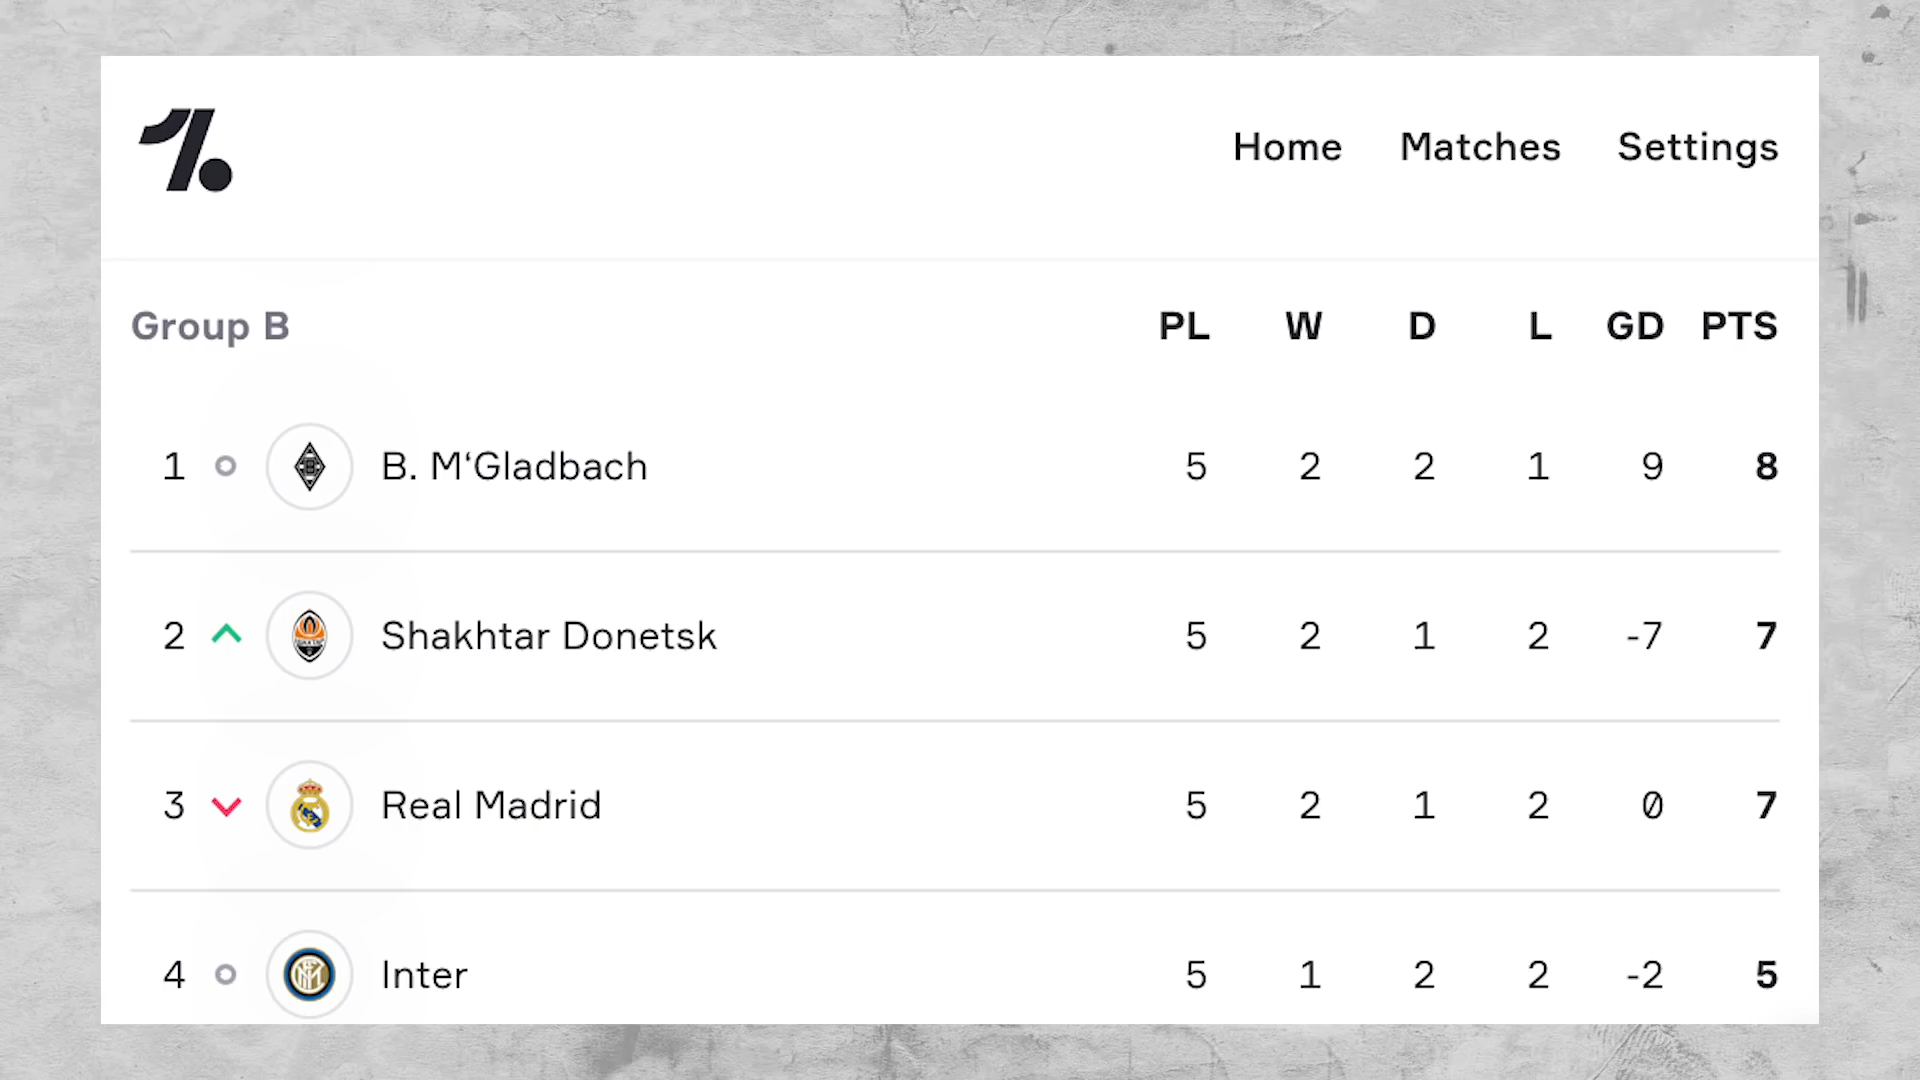 1.
Home Matches Settings
Group B PL W D L GD PTS
1 B. M‘Gladbach 5 2 2 1 9 8
2 Shakhtar Donetsk 5 2 1 2 -7 7
3 Real Madrid 5 2 1 2 0 7
4 Inter 5 1 2 2 -2 5